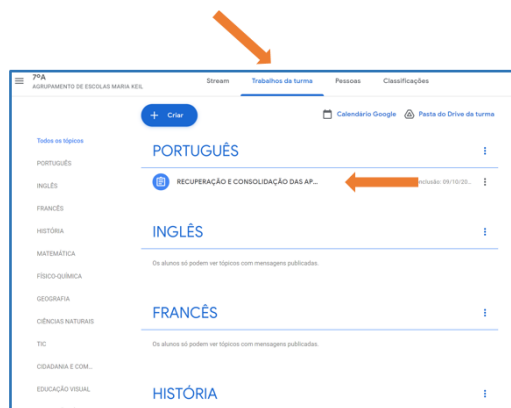 7ºA
AGRUPAMENTO DE ESCOLAS MARIA KEIL
Stream Trabalhos da turma Pessoas Classificações
+ Criar
Calendário Google Pasta do Drive da turma
Todos os tópicos
PORTUGUÊS
INGLÊS
FRANCÊS
HISTÓRIA
MATEMÁTICA
FÍSICO-QUÍMICA
GEOGRAFIA
CIÊNCIAS NATURAIS
TIC
CIDADANIA E COM...
EDUCAÇÃO VISUAL
PORTUGUÊS
RECUPERAÇÃO E CONSOLIDAÇÃO DAS AP... 09/10/20...
INGLÊS
Os alunos só podem ver tópicos com mensagens publicadas.
FRANCÊS
Os alunos só podem ver tópicos com mensagens publicadas.
HISTÓRIA